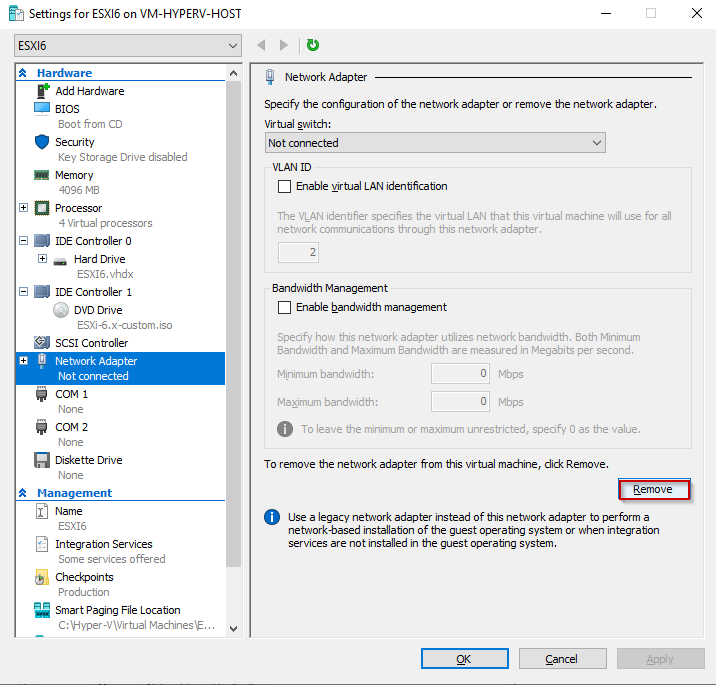 Settings for ESXI6 on VM-HYPERV-HOST
ESXI6
Hardware
Add Hardware
BIOS
Boot from CD
Security
Key Storage Drive disabled
Memory
4096 MB
Processor
4 Virtual processors
IDE Controller 0
Hard Drive
ESXI6.vhdx
IDE Controller 1
DVD Drive
ESXi-6.x-custom.iso
SCSI Controller
Network Adapter
Not connected
COM 1
None
COM 2
None
Diskette Drive
None
Management
Name
ESXI6
Integration Services
Some services offered
Checkpoints
Production
Smart Paging File Location
C:\Hyper-V\Virtual Machines\E...
Network Adapter
Specify the configuration of the network adapter or remove the network adapter.
Virtual switch:
Not connected
VLAN ID
Enable virtual LAN identification
The VLAN identifier specifies the virtual LAN that this virtual machine will use for all
network communications through this network adapter.
2
Bandwidth Management
Enable bandwidth management
Specify how this network adapter utilizes network bandwidth. Both Minimum
Bandwidth and Maximum Bandwidth are measured in Megabits per second.
Minimum bandwidth: 0 Mbps
Maximum bandwidth: 0 Mbps
To leave the minimum or maximum unrestricted, specify 0 as the value.
To remove the network adapter from this virtual machine, click Remove.
Remove
Use a legacy network adapter instead of this network adapter to perform a
network-based installation of the guest operating system or when integration
services are not installed in the guest operating system.
OK Cancel Apply